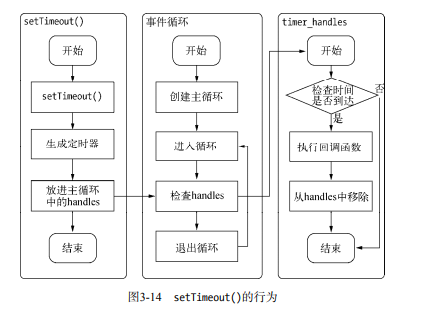 setTimeout()
开始
setTimeout()
生成定时器
放进主循环
中的handles
结束
事件循环
开始
创建主循环
进入循环
检查handles
退出循环
timer_handles
开始
检查时间
是否到达
否
是
执行回调函数
从handles中移除
结束
图3-14 setTimeout()的行为